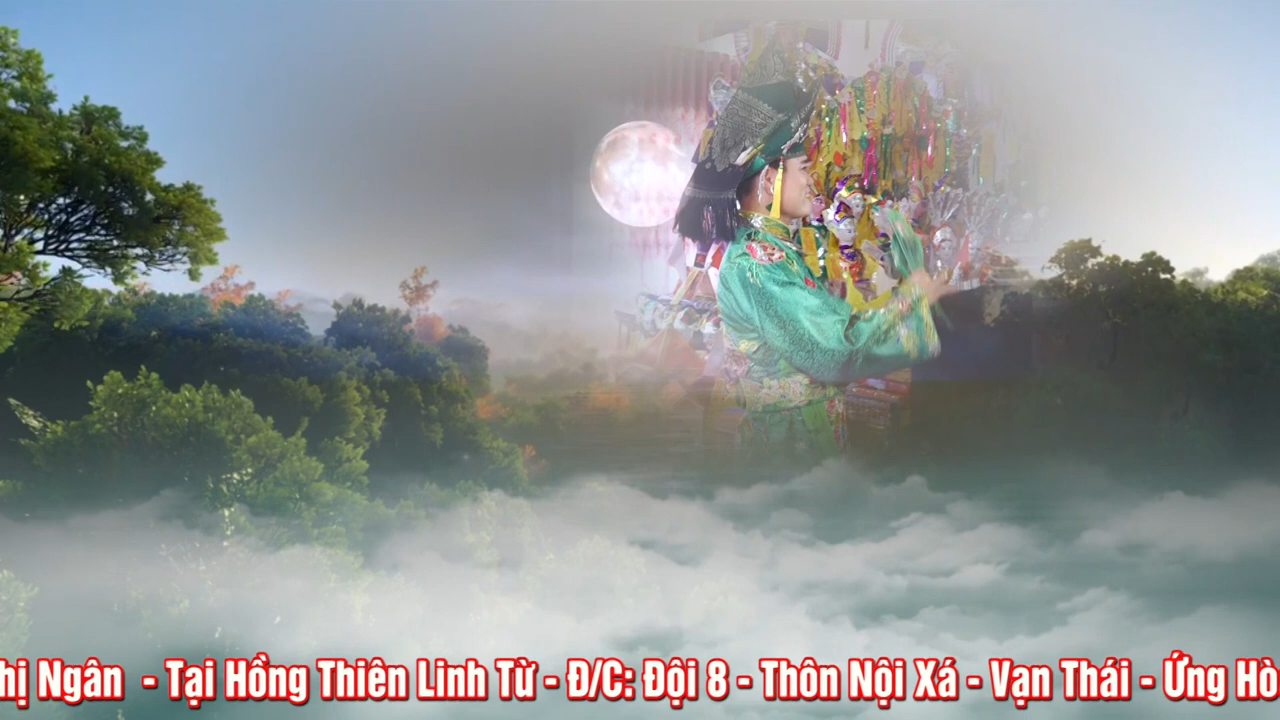 hị Ngân - Tại Hồng Thiên Linh Từ - Đ/C: Đội 8 - Thôn Nội Xá - Vạn Thái - Ứng Hò